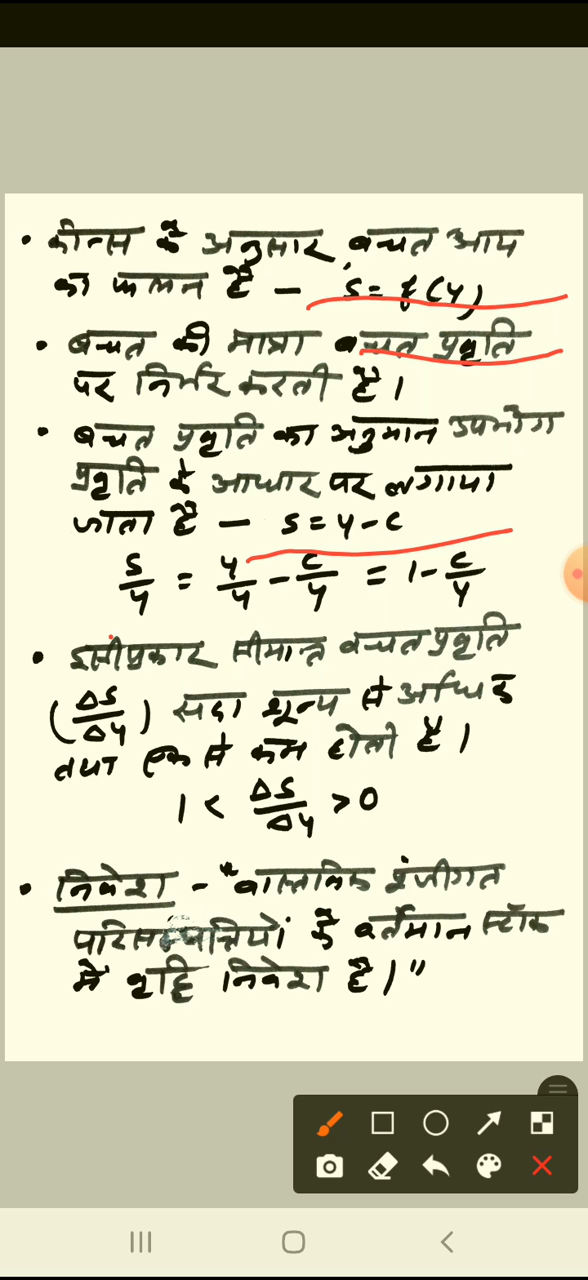 • कीन्स के अनुसार बचत आय
का फलन है - S = f(y)
• बचत की मात्रा बचत प्रवृति
पर निर्भर करती है।
• बचत प्रवृति का अनुमान उपभोग
प्रवृति के आधार पर लगाया
जाता है - S = y - c
S/y = y/y - c/y = 1 - c/y
• इसीप्रकार सीमान्त बचत प्रवृति
(ΔS/Δy) सदा शून्य से अधिक
तथा एक से कम होती है।
1 < ΔS/Δy > 0
• निवेश - "वास्तविक पूंजीगत
परिसम्पत्तियों के वर्तमान स्टॉक
में वृद्धि निवेश है।"